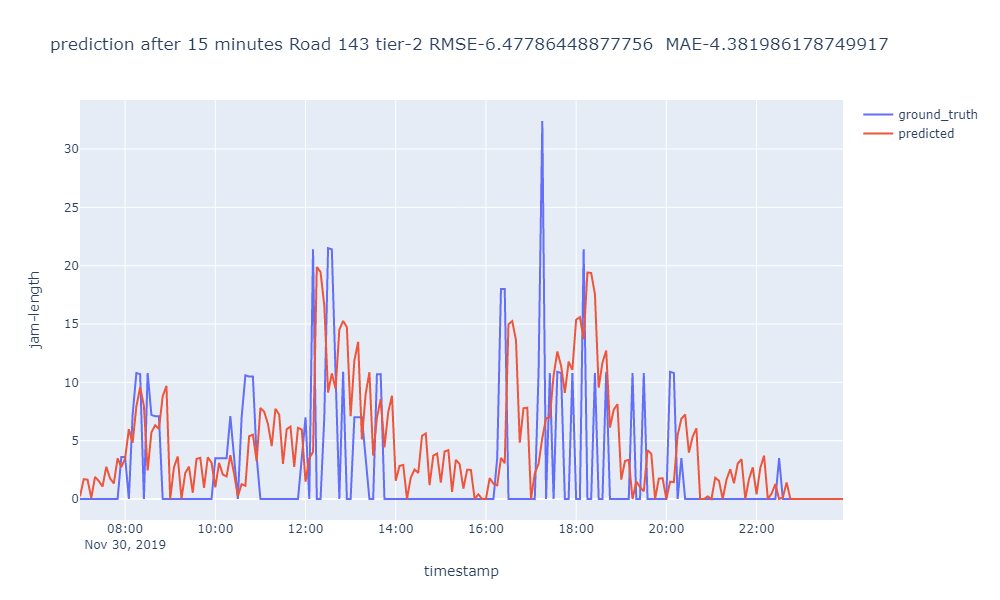 prediction after 15 minutes Road 143 tier-2 RMSE-6.47786448877756  MAE-4.381986178749917
ground_truth
predicted
jam-length
30
25
20
15
10
5
0
08:00 10:00 12:00 14:00 16:00 18:00 20:00 22:00
Nov 30, 2019
timestamp